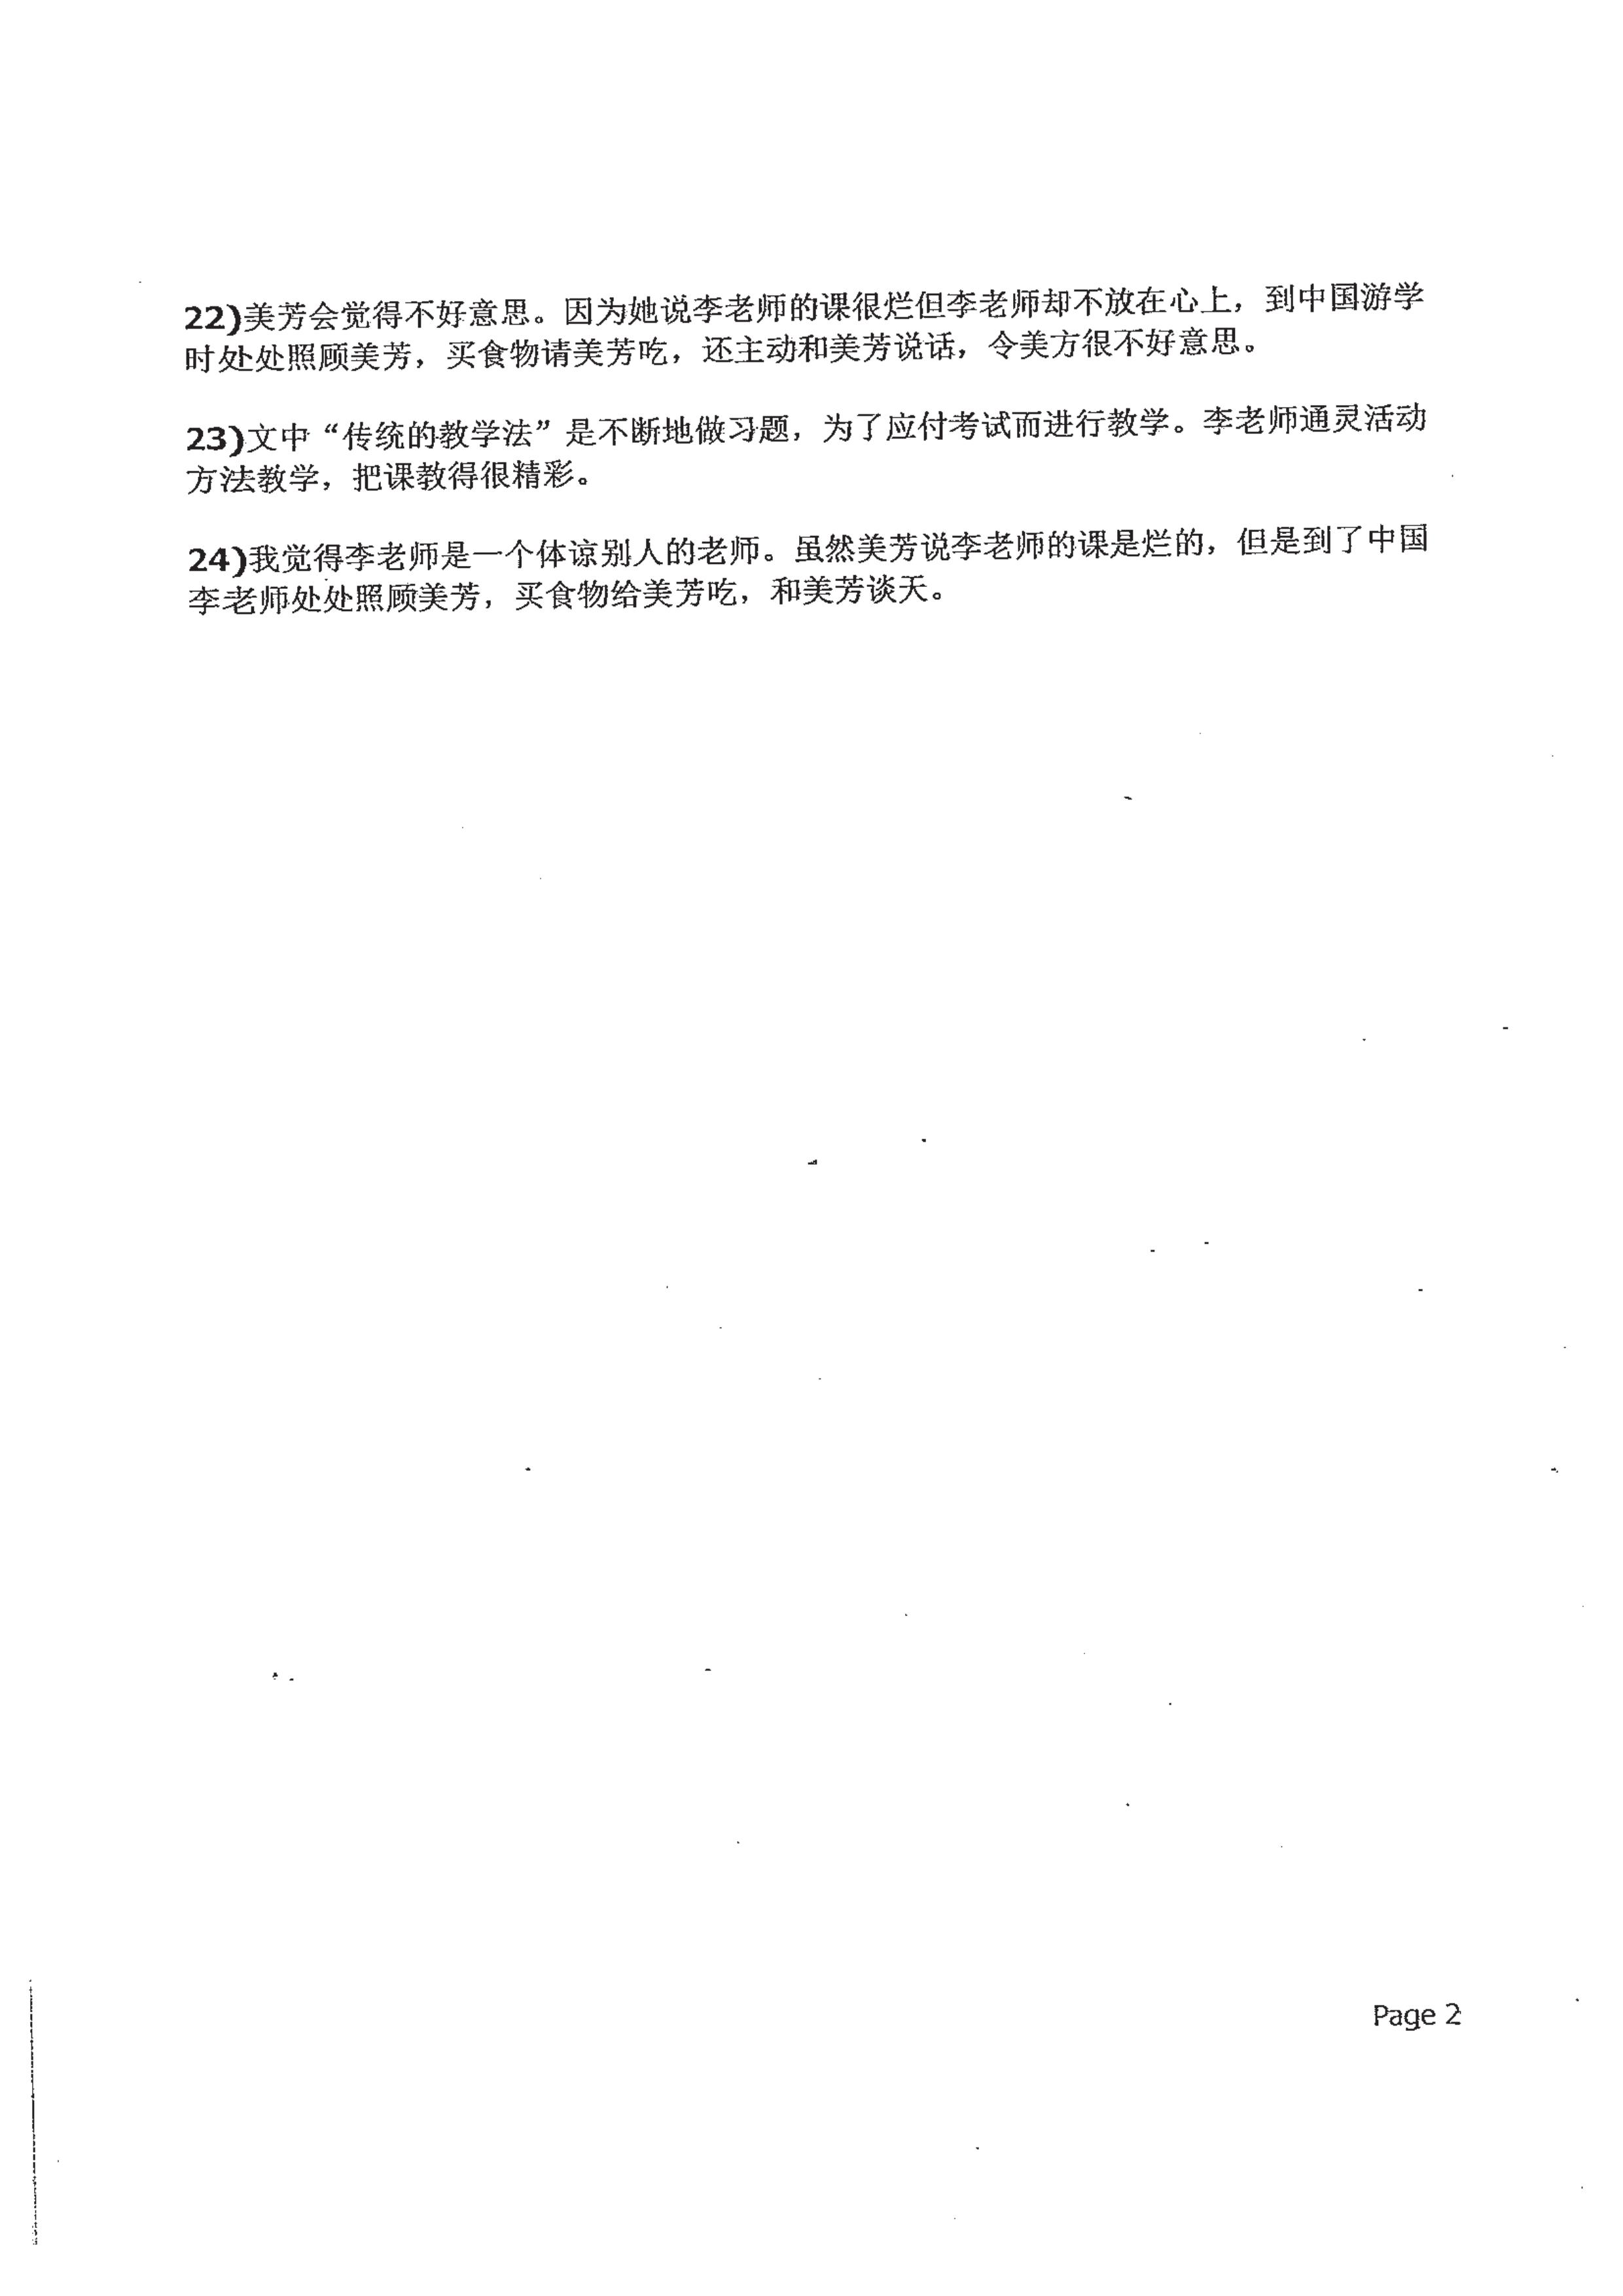 22)美芳会觉得不好意思。因为她说李老师的课很烂但李老师却不放在心上，到中国游学
时处处照顾美芳，买食物请美芳吃，还主动和美芳说话，令美方很不好意思。
23)文中“传统的教学法”是不断地做习题，为了应付考试而进行教学。李老师通灵活动
方法教学，把课教得很精彩。
24)我觉得李老师是一个体谅别人的老师。虽然美芳说李老师的课是烂的，但是到了中国
李老师处处照顾美芳，买食物给美芳吃，和美芳谈天。
Page 2